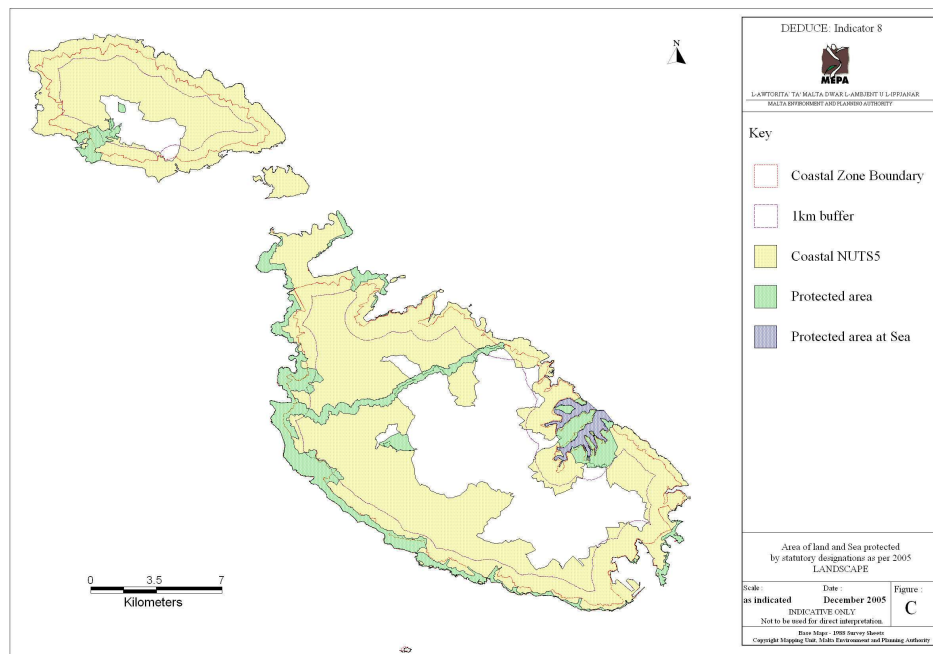 N
0 3.5 7
Kilometers
DEDUCE: Indicator 8
MEPA
L-AWTORITA' TA' MALTA DWAR L-AMBJENT U L-IPPJANAR
MALTA ENVIRONMENT AND PLANNING AUTHORITY
Key
Coastal Zone Boundary
1km buffer
Coastal NUTS5
Protected area
Protected area at Sea
Area of land and Sea protected
by statutory designations as per 2005
LANDSCAPE
Scale : Date : Figure :
as indicated December 2005 C
INDICATIVE ONLY
Not to be used for direct interpretation.
Base Maps - 1988 Survey Sheets
Copyright Mapping Unit, Malta Environment and Planning Authority